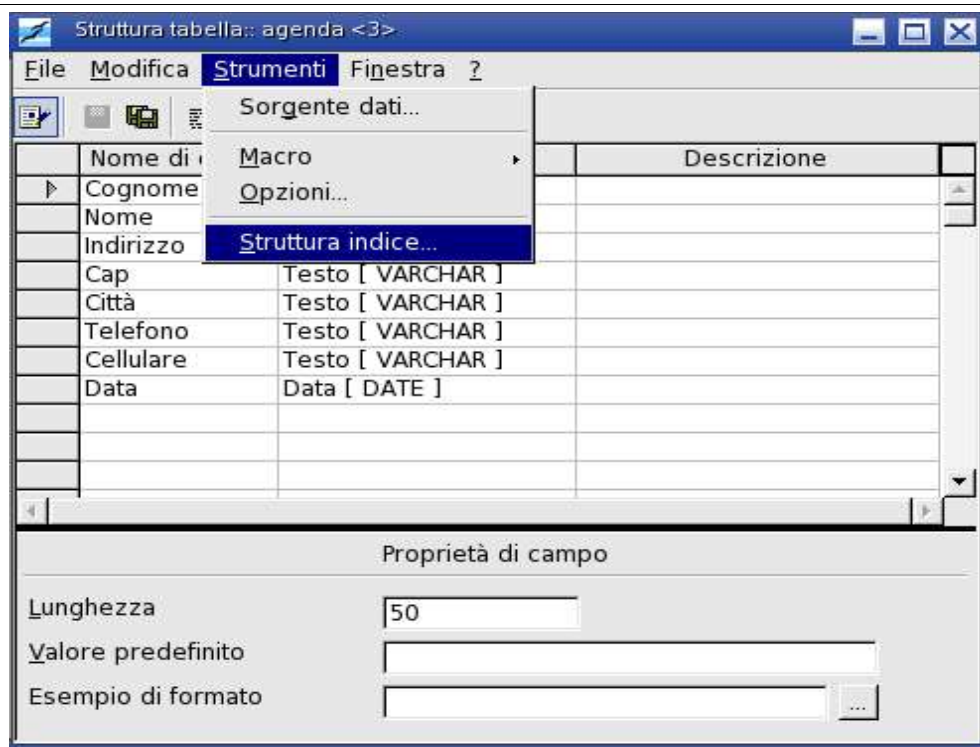 Struttura tabella:: agenda <3>
File Modifica Strumenti Finestra ?
Sorgente dati...
Macro
Opzioni...
Struttura indice...
Nome di Descrizione
Cognome
Nome
Indirizzo
Cap Testo [ VARCHAR ]
Città Testo [ VARCHAR ]
Telefono Testo [ VARCHAR ]
Cellulare Testo [ VARCHAR ]
Data Data [ DATE ]
Proprietà di campo
Lunghezza 50
Valore predefinito
Esempio di formato ...